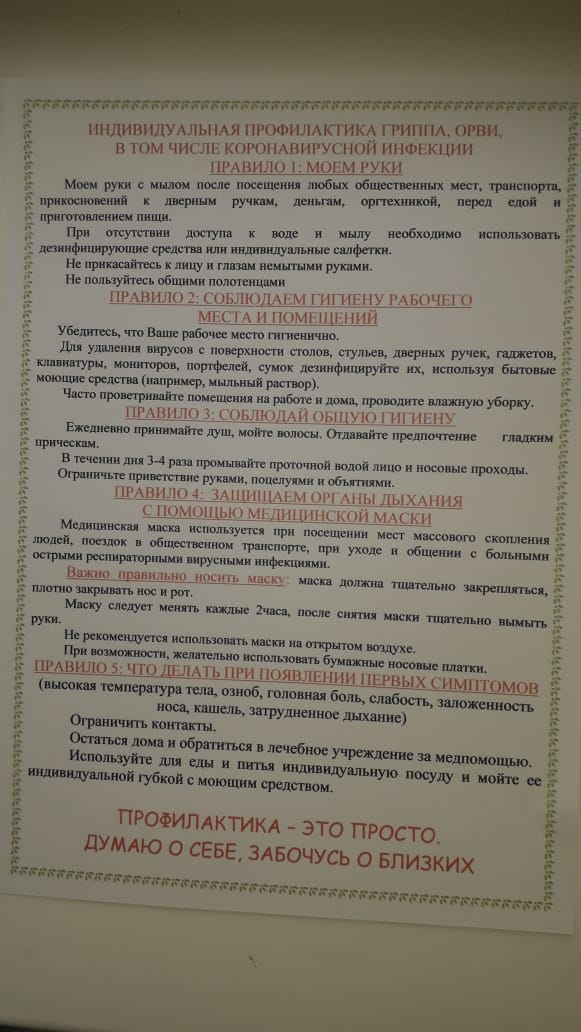 ИНДИВИДУАЛЬНАЯ ПРОФИЛАКТИКА ГРИППА, ОРВИ,
В ТОМ ЧИСЛЕ КОРОНАВИРУСНОЙ ИНФЕКЦИИ
ПРАВИЛО 1: МОЕМ РУКИ
Моем руки с мылом после посещения любых общественных мест, транспорта,
прикосновений к дверным ручкам, деньгам, оргтехникой, перед едой и
приготовлением пищи.
При отсутствии доступа к воде и мылу необходимо использовать
дезинфицирующие средства или индивидуальные салфетки.
Не прикасайтесь к лицу и глазам немытыми руками.
Не пользуйтесь общими полотенцами
ПРАВИЛО 2: СОБЛЮДАЕМ ГИГИЕНУ РАБОЧЕГО
МЕСТА И ПОМЕЩЕНИЙ
Убедитесь, что Ваше рабочее место гигиенично.
Для удаления вирусов с поверхности столов, стульев, дверных ручек, гаджетов,
клавиатуры, мониторов, портфелей, сумок дезинфицируйте их, используя бытовые
моющие средства (например, мыльный раствор).
Часто проветривайте помещения на работе и дома, проводите влажную уборку.
ПРАВИЛО 3: СОБЛЮДАЙ ОБЩУЮ ГИГИЕНУ
Ежедневно принимайте душ, мойте волосы. Отдавайте предпочтение гладким
прическам.
В течении дня 3-4 раза промывайте проточной водой лицо и носовые проходы.
Ограничьте приветствие руками, поцелуями и объятиями.
ПРАВИЛО 4: ЗАЩИЩАЕМ ОРГАНЫ ДЫХАНИЯ
С ПОМОЩЬЮ МЕДИЦИНСКОЙ МАСКИ
Медицинская маска используется при посещении мест массового скопления
людей, поездок в общественном транспорте, при уходе и общении с больными
острыми респираторными вирусными инфекциями.
Важно правильно носить маску: маска должна тщательно закрепляться,
плотно закрывать нос и рот.
Маску следует менять каждые 2часа, после снятия маски тщательно вымыть
руки.
Не рекомендуется использовать маски на открытом воздухе.
При возможности, желательно использовать бумажные носовые платки.
ПРАВИЛО 5: ЧТО ДЕЛАТЬ ПРИ ПОЯВЛЕНИИ ПЕРВЫХ СИМПТОМОВ
(высокая температура тела, озноб, головная боль, слабость, заложенность
носа, кашель, затрудненное дыхание)
Ограничить контакты.
Остаться дома и обратиться в лечебное учреждение за медпомощью.
Используйте для еды и питья индивидуальную посуду и мойте ее
индивидуальной губкой с моющим средством.
ПРОФИЛАКТИКА – ЭТО ПРОСТО.
ДУМАЮ О СЕБЕ, ЗАБОЧУСЬ О БЛИЗКИХ